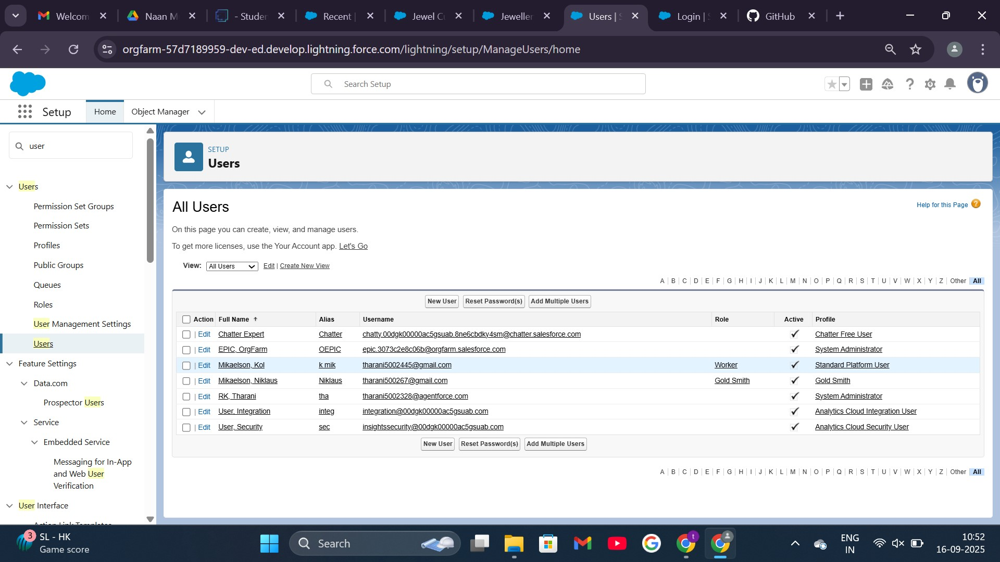 Welcom
Naan M
- Studer
Recent |
Jewel C
Jeweller
Users | S
Login | S
GitHub
orgfarm-57d7189959-dev-ed.develop.lightning.force.com/lightning/setup/ManageUsers/home
Search Setup
Setup
Home
Object Manager
user
Users
Permission Set Groups
Permission Sets
Profiles
Public Groups
Queues
Roles
User Management Settings
Users
Feature Settings
Data.com
Prospector Users
Service
Embedded Service
Messaging for In-App
and Web User
Verification
User Interface
Action Link Templates
SETUP
Users
All Users
Help for this Page ?
On this page you can create, view, and manage users.
To get more licenses, use the Your Account app. Let's Go
View: All Users Edit | Create New View
A | B | C | D | E | F | G | H | I | J | K | L | M | N | O | P | Q | R | S | T | U | V | W | X | Y | Z | Other All
New User Reset Password(s) Add Multiple Users
Action Full Name Alias Username Role Active Profile
| Edit Chatter Expert Chatter chatty.00dgk00000ac5gsuab.8ne6cbdky4sm@chatter.salesforce.com Chatter Free User
| Edit EPIC, OrgFarm OEPIC epic.3073c2e8c06b@orgfarm.salesforce.com System Administrator
| Edit Mikaelson, Kol k mik tharani5002445@gmail.com Worker Standard Platform User
| Edit Mikaelson, Niklaus Niklaus tharani500267@gmail.com Gold Smith Gold Smith
| Edit RK, Tharani tha tharani5002328@agentforce.com System Administrator
| Edit User, Integration integ integration@00dgk00000ac5gsuab.com Analytics Cloud Integration User
| Edit User, Security sec insightssecurity@00dgk00000ac5gsuab.com Analytics Cloud Security User
New User Reset Password(s) Add Multiple Users
A | B | C | D | E | F | G | H | I | J | K | L | M | N | O | P | Q | R | S | T | U | V | W | X | Y | Z | Other All
3
SL - HK
Game score
Search
t
ENG
IN
10:52
16-09-2025